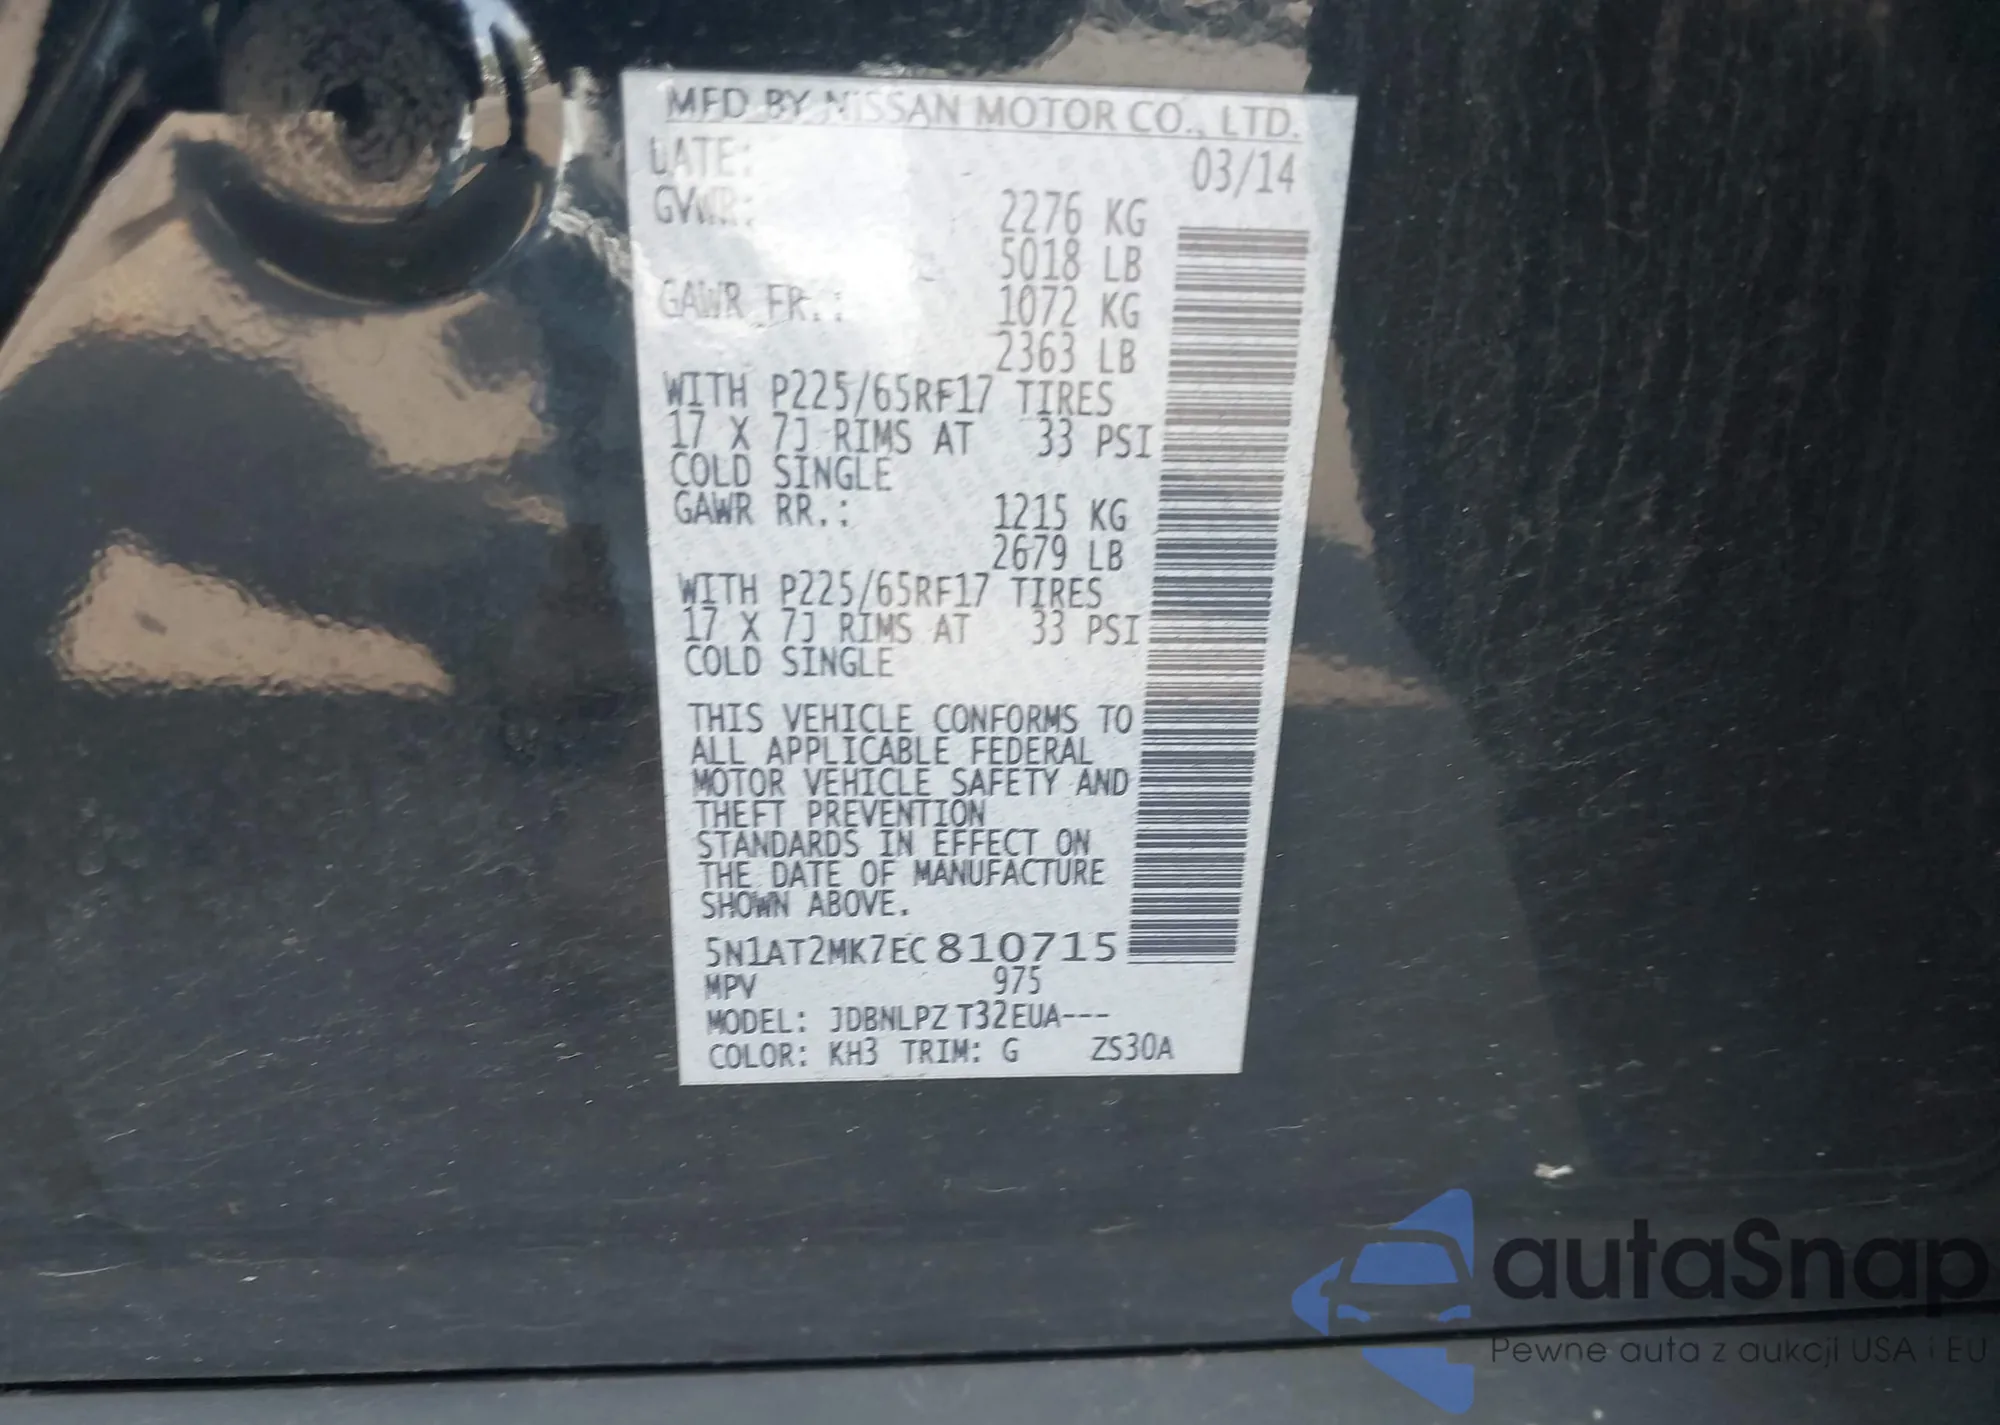 MFD BY NISSAN MOTOR CO., LTD.
DATE: 03/14
GVWR: 2276 KG
5018 LB
GAWR FR.: 1072 KG
2363 LB
WITH P225/65RF17 TIRES
17 X 7J RIMS AT 33 PSI
COLD SINGLE
GAWR RR.: 1215 KG
2679 LB
WITH P225/65RF17 TIRES
17 X 7J RIMS AT 33 PSI
COLD SINGLE
THIS VEHICLE CONFORMS TO
ALL APPLICABLE FEDERAL
MOTOR VEHICLE SAFETY AND
THEFT PREVENTION
STANDARDS IN EFFECT ON
THE DATE OF MANUFACTURE
SHOWN ABOVE.
5N1AT2MK7EC810715
MPV 975
MODEL: JDBNLPZ T32EUA---
COLOR: KH3 TRIM: G ZS30A
autaSnap
Pewne auta z aukcji USA i EU